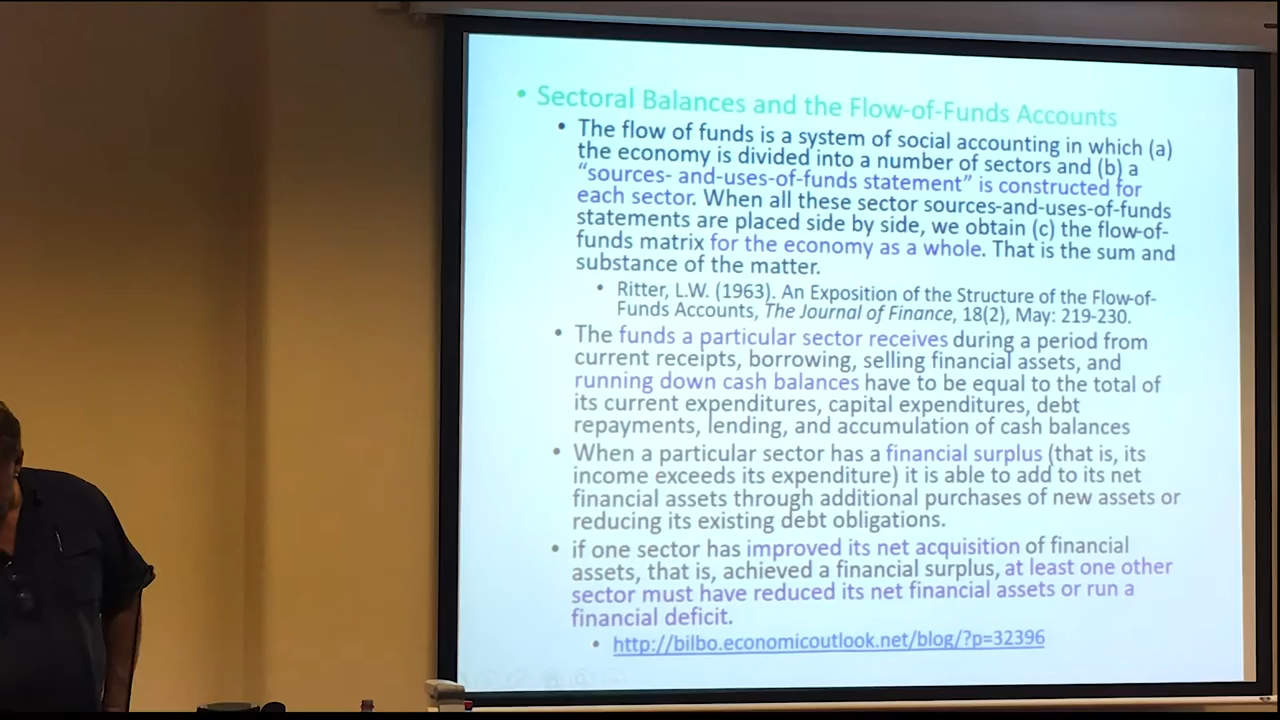 • Sectoral Balances and the Flow-of-Funds Accounts
• The flow of funds is a system of social accounting in which (a)
the economy is divided into a number of sectors and (b) a
“sources- and-uses-of-funds statement” is constructed for
each sector. When all these sector sources-and-uses-of-funds
statements are placed side by side, we obtain (c) the flow-of-
funds matrix for the economy as a whole. That is the sum and
substance of the matter.
• Ritter, L.W. (1963). An Exposition of the Structure of the Flow-of-
Funds Accounts, The Journal of Finance, 18(2), May: 219-230.
• The funds a particular sector receives during a period from
current receipts, borrowing, selling financial assets, and
running down cash balances have to be equal to the total of
its current expenditures, capital expenditures, debt
repayments, lending, and accumulation of cash balances
• When a particular sector has a financial surplus (that is, its
income exceeds its expenditure) it is able to add to its net
financial assets through additional purchases of new assets or
reducing its existing debt obligations.
• if one sector has improved its net acquisition of financial
assets, that is, achieved a financial surplus, at least one other
sector must have reduced its net financial assets or run a
financial deficit.
• http://bilbo.economicoutlook.net/blog/?p=32396